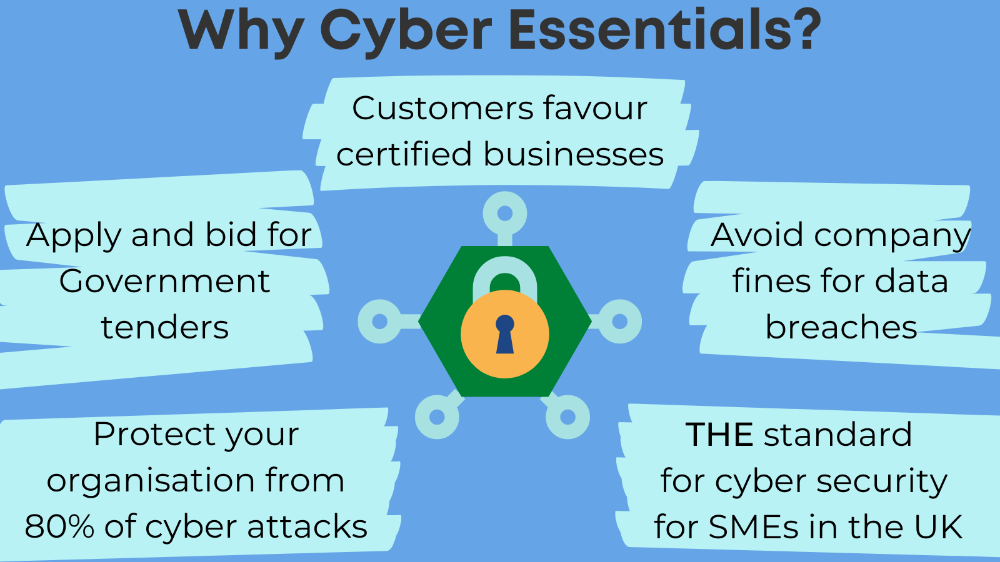 Why Cyber Essentials?
Customers favour
certified businesses
Apply and bid for
Government
tenders
Avoid company
fines for data
breaches
Protect your
organisation from
80% of cyber attacks
THE standard
for cyber security
for SMEs in the UK